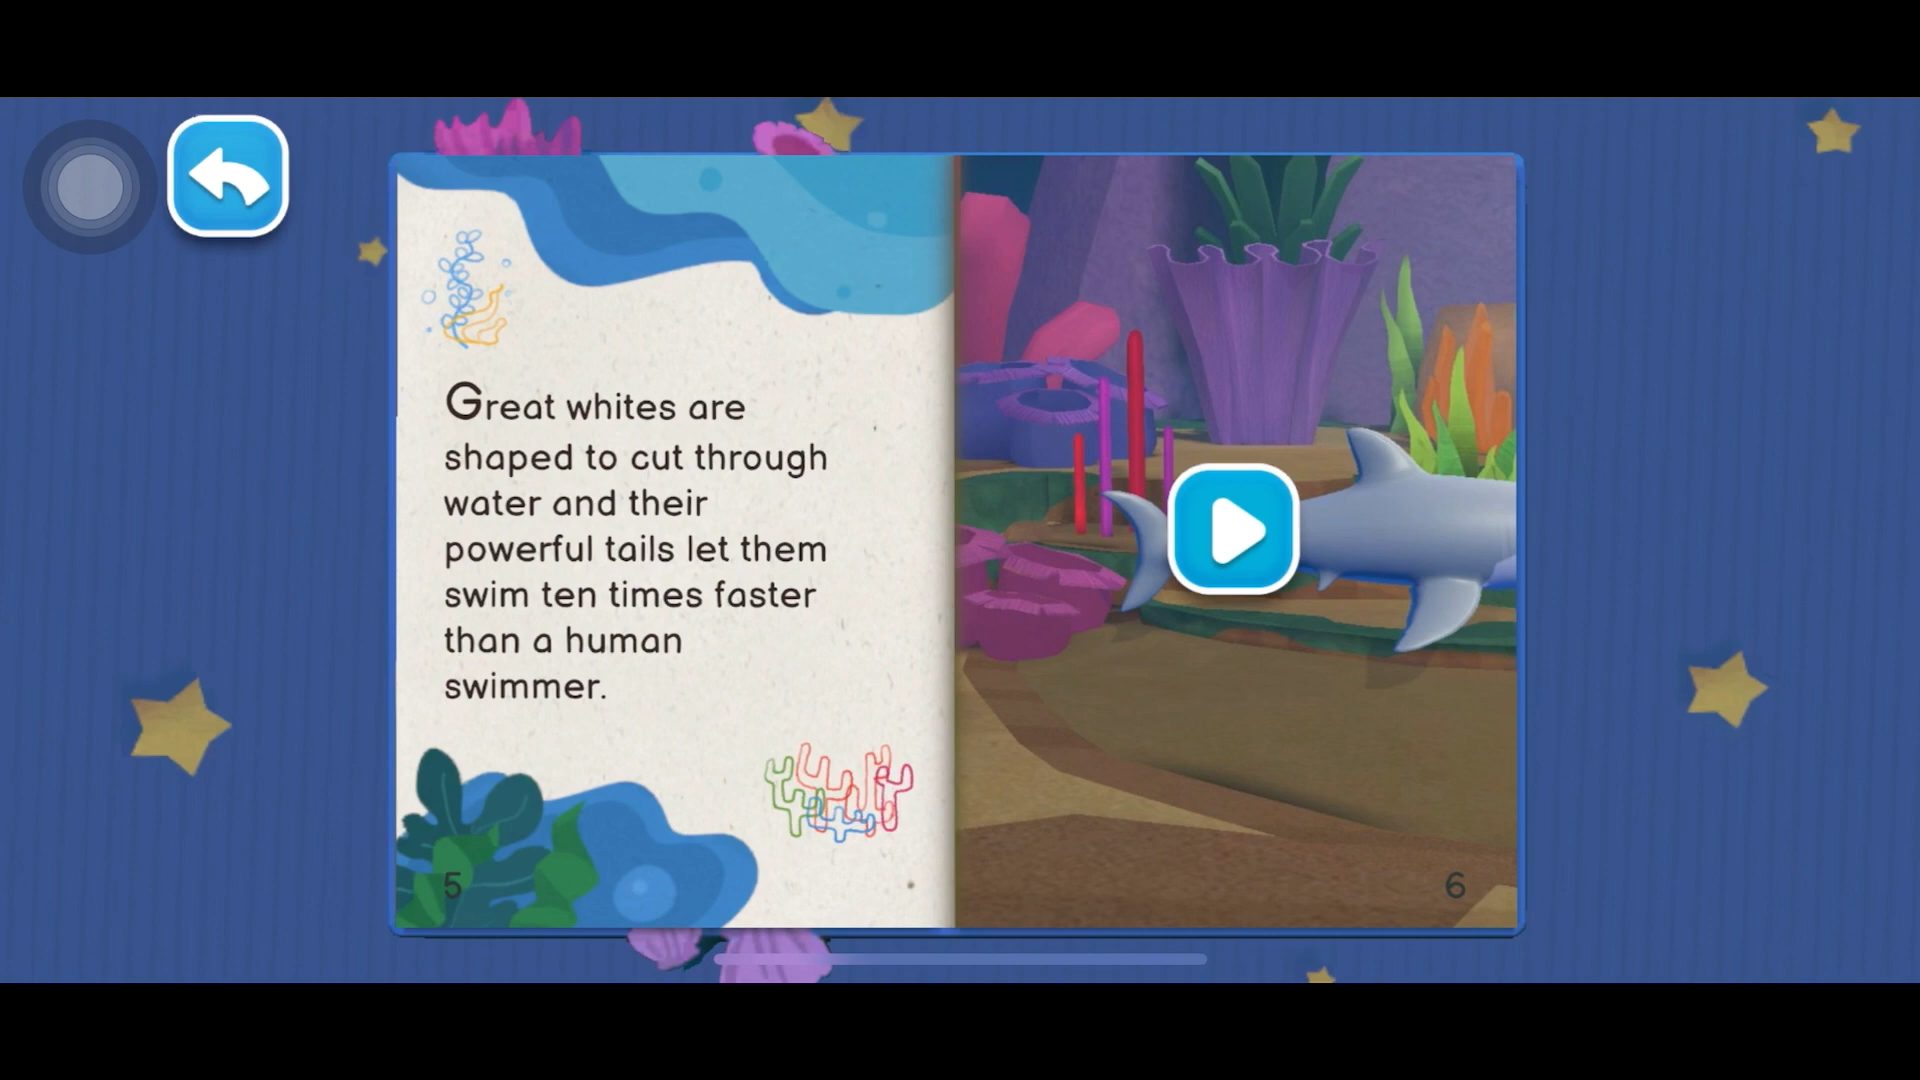 Great whites are
shaped to cut through
water and their
powerful tails let them
swim ten times faster
than a human
swimmer.
5
6